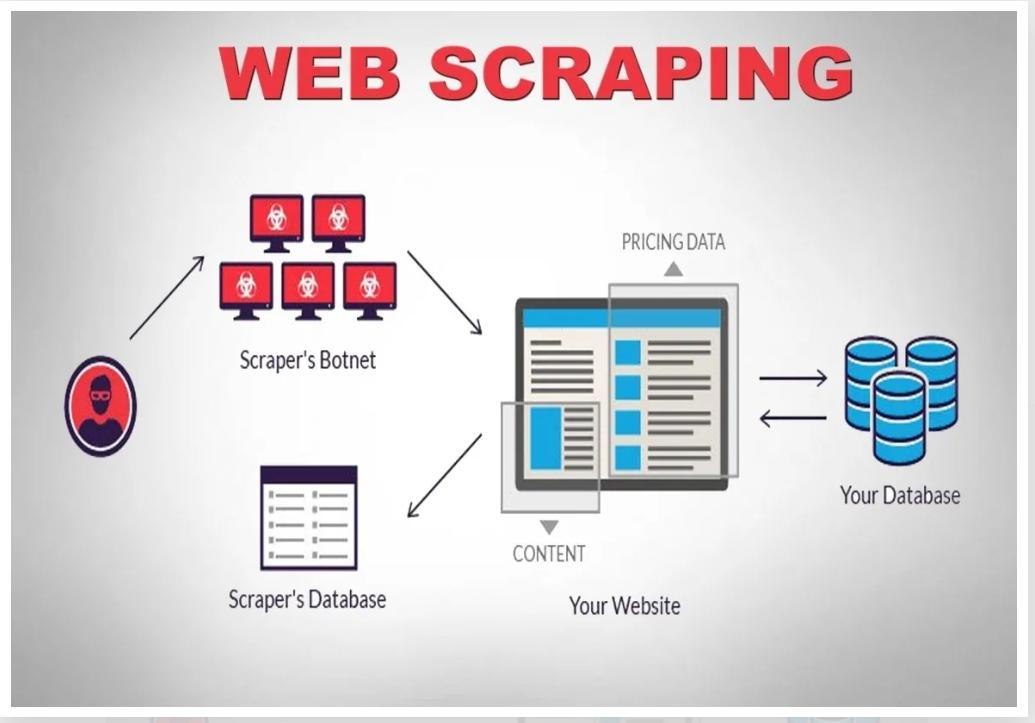 WEB SCRAPING
PRICING DATA
Scraper's Botnet
Your Database
CONTENT
Scraper's Database
Your Website